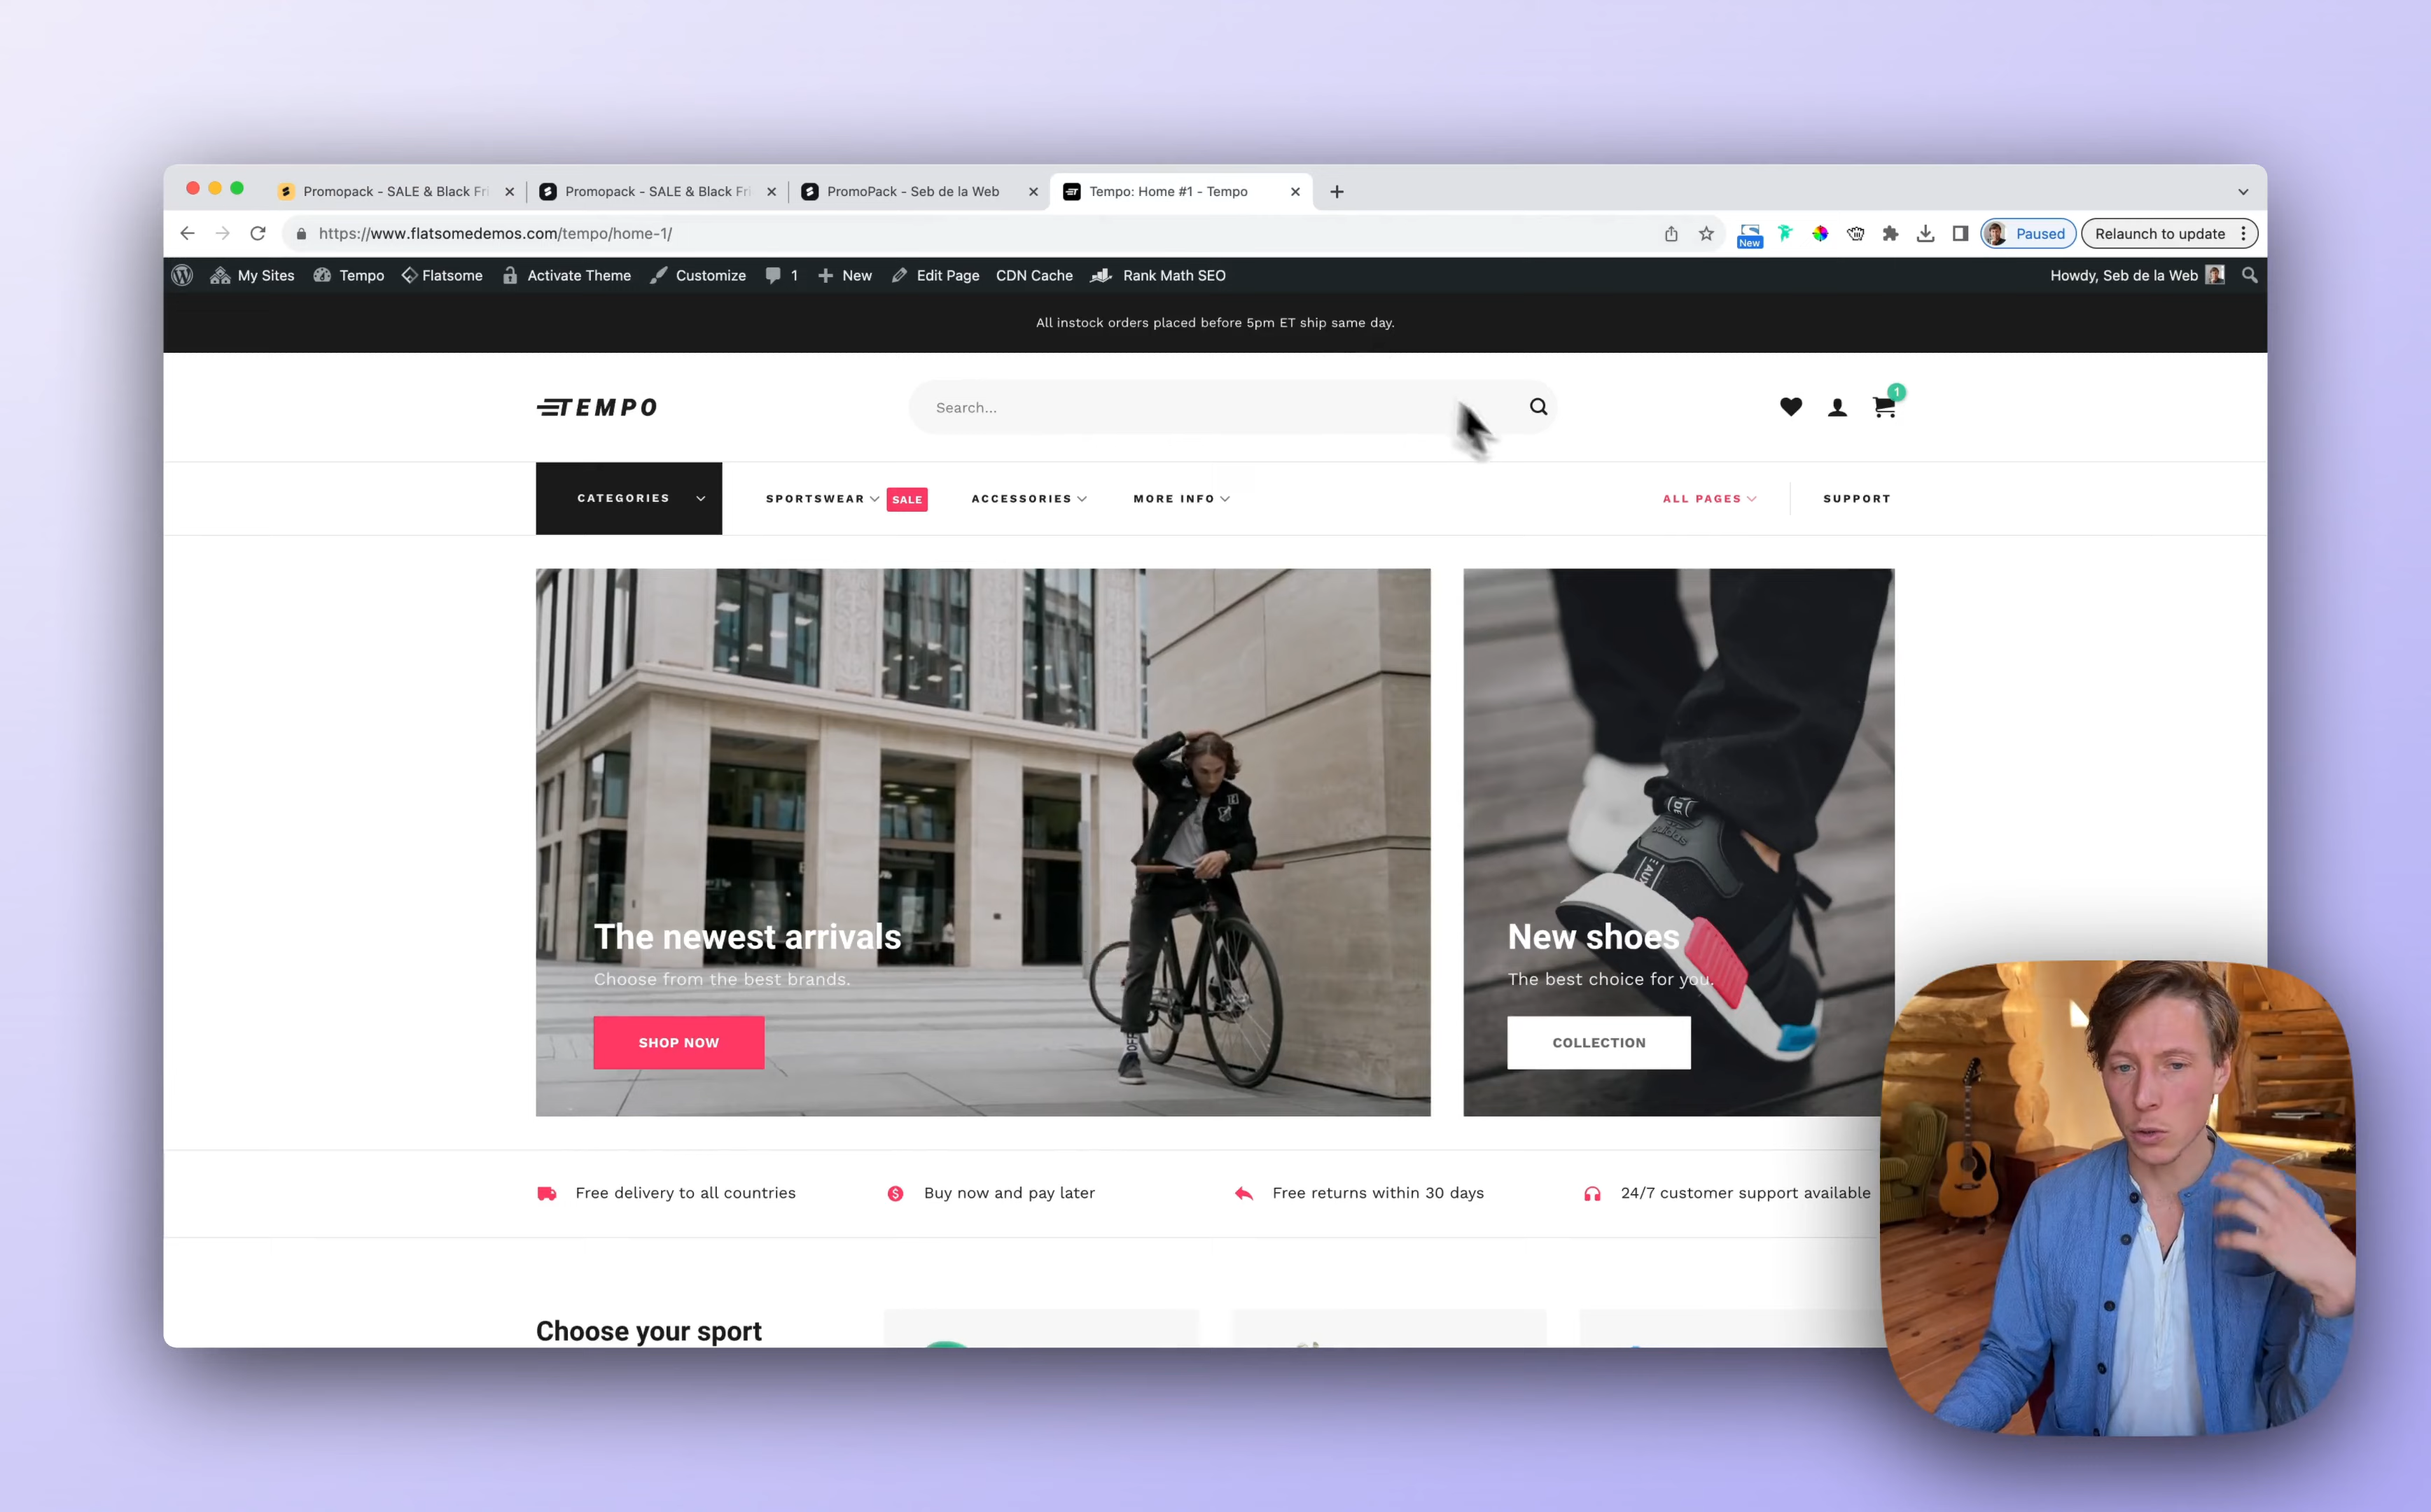 Promopack - SALE & Black Fri
Promopack - SALE & Black Fri
PromoPack - Seb de la Web
Tempo: Home #1 - Tempo
https://www.flatsomedemos.com/tempo/home-1/
New
Paused
Relaunch to update
My Sites
Tempo
Flatsome
Activate Theme
Customize
1
New
Edit Page
CDN Cache
Rank Math SEO
Howdy, Seb de la Web
All instock orders placed before 5pm ET ship same day.
TEMPO
Search...
1
CATEGORIES
SPORTSWEAR
SALE
ACCESSORIES
MORE INFO
ALL PAGES
SUPPORT
The newest arrivals
Choose from the best brands.
SHOP NOW
New shoes
The best choice for you.
COLLECTION
Free delivery to all countries
Buy now and pay later
Free returns within 30 days
24/7 customer support available
Choose your sport